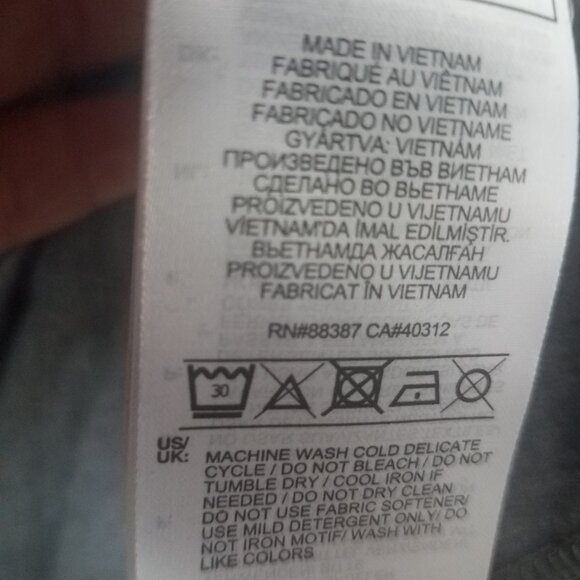 MADE IN VIETNAM
FABRIQUÉ AU VIÊTNAM
FABRICADO EN VIETNAM
FABRICADO NO VIETNAME
GYÁRTVA: VIETNÁM
ПРОИЗВЕДЕНО ВЪВ ВИЕТНАМ
СДЕЛАНО ВО ВЬЕТНАМЕ
PROIZVEDENO U VIJETNAMU
VİETNAM'DA İMAL EDİLMİŞTİR.
ВЬЕТНАМДА ЖАСАЛҒАН
PROIZVEDENO U VIJETNAMU
FABRICAT ÎN VIETNAM
RN#88387 CA#40312
30
US/
UK:
MACHINE WASH COLD DELICATE
CYCLE / DO NOT BLEACH / DO NOT
TUMBLE DRY / COOL IRON IF
NEEDED / DO NOT DRY CLEAN
DO NOT USE FABRIC SOFTENER/
USE MILD DETERGENT ONLY/ DO
NOT IRON MOTIF/ WASH WITH
LIKE COLORS